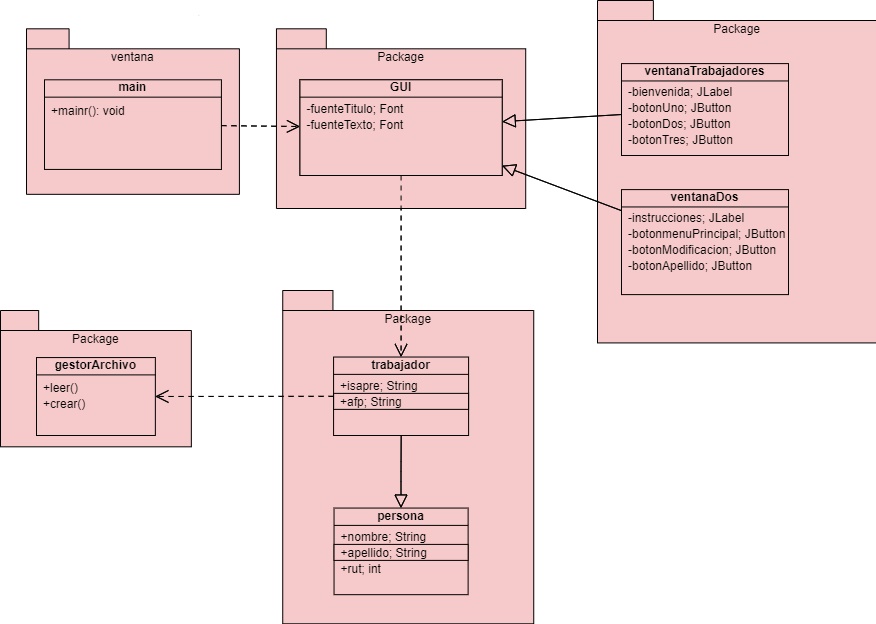 ventana
main
+mainr(): void
Package
GUI
-fuenteTitulo; Font
-fuenteTexto; Font
Package
ventanaTrabajadores
-bienvenida; JLabel
-botonUno; JButton
-botonDos; JButton
-botonTres; JButton
ventanaDos
-instrucciones; JLabel
-botonmenuPrincipal; JButton
-botonModificacion; JButton
-botonApellido; JButton
Package
gestorArchivo
+leer()
+crear()
Package
trabajador
+isapre; String
+afp; String
persona
+nombre; String
+apellido; String
+rut; int